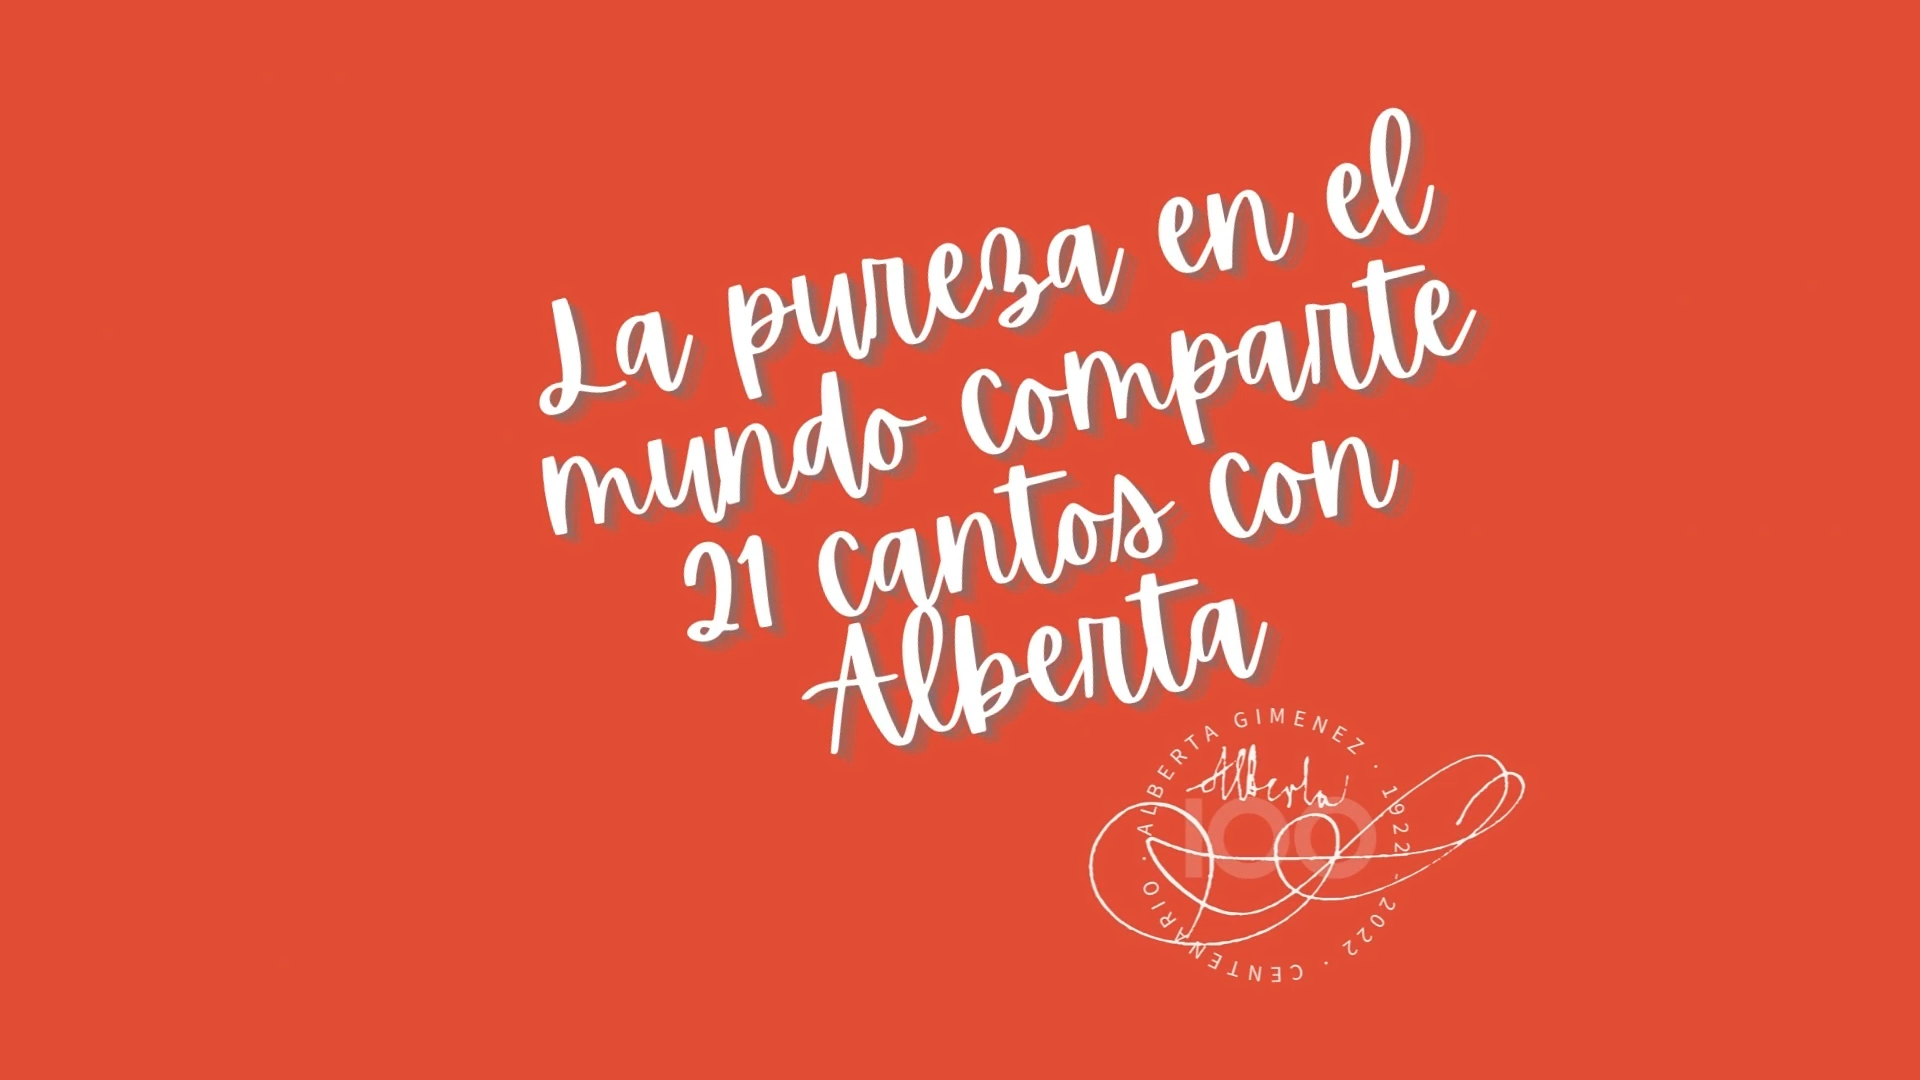 La pureza en el
mundo comparte
21 cantos con
Alberta
ALBERTA GIMENEZ · 1922 - 2022 · CENTENARIO ·
Alberta
100